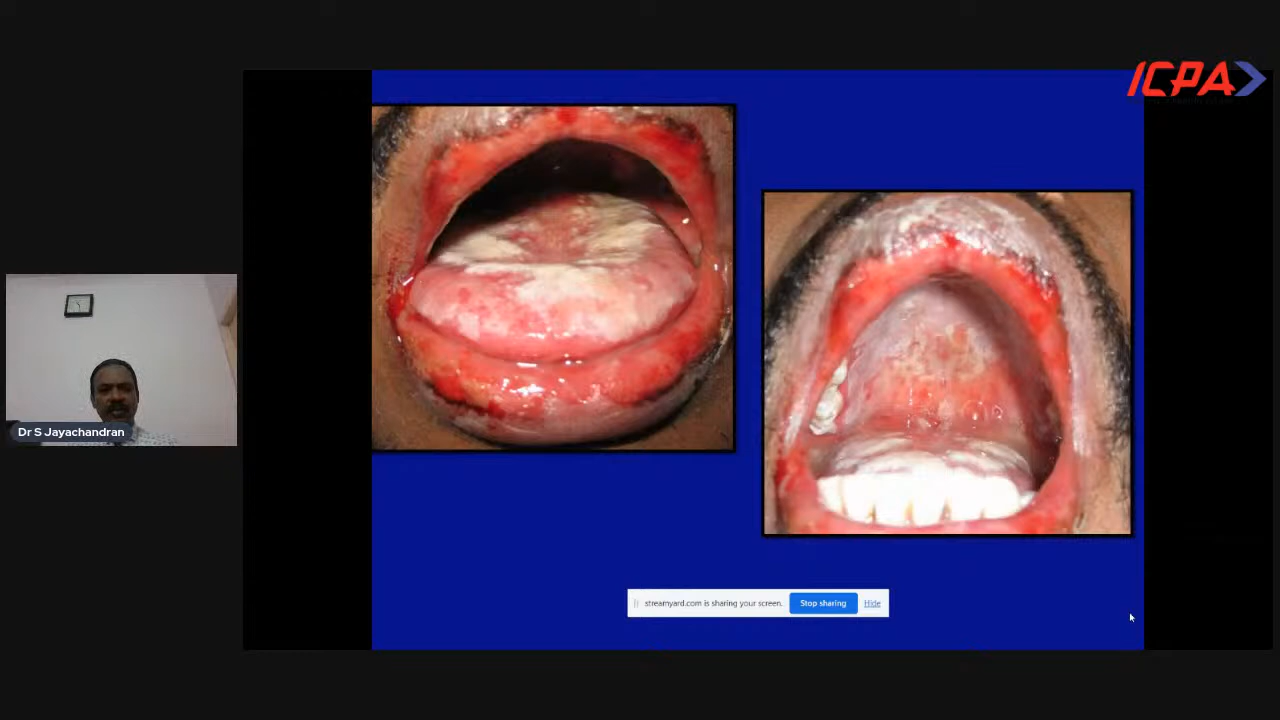 ICPA
Dr S Jayachandran
streamyard.com is sharing your screen.
Stop sharing
Hide